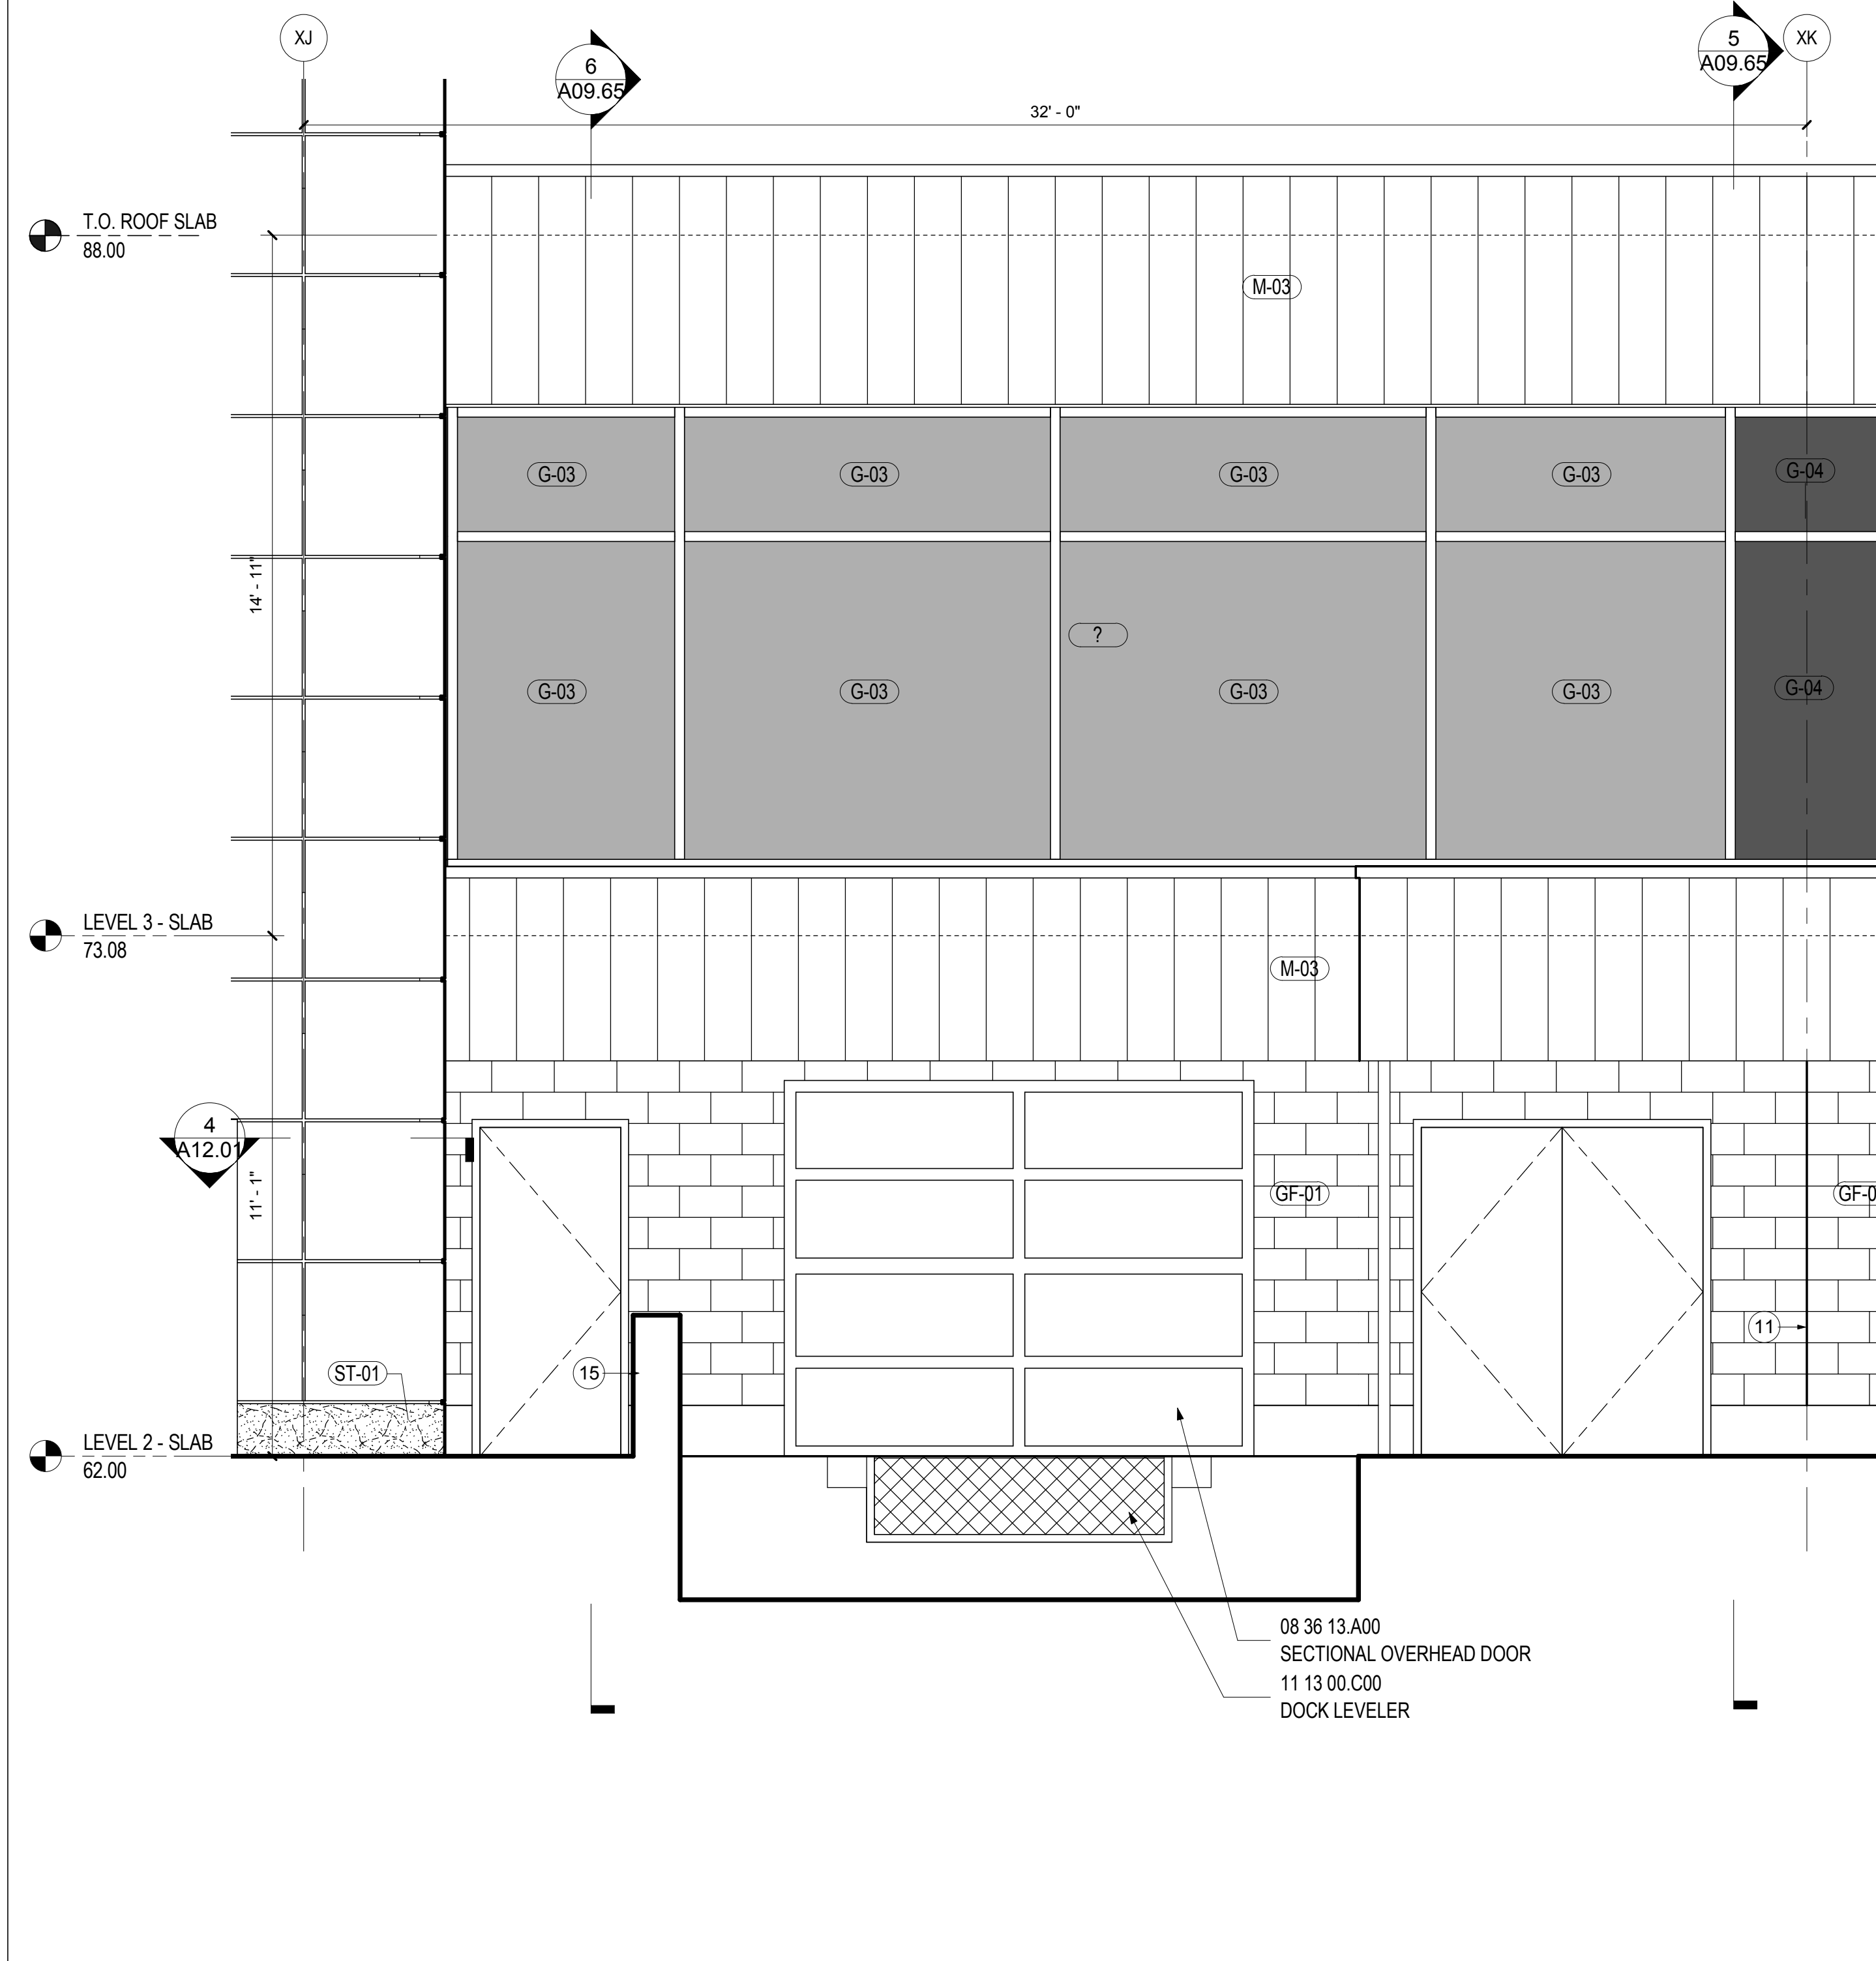 XJ
6
A09.65
5
A09.65
XK
32' - 0"
T.O. ROOF SLAB
88.00
M-03
G-03
G-03
G-03
G-03
G-04
14' - 11"
?
G-03
G-03
G-03
G-03
G-04
LEVEL 3 - SLAB
73.08
M-03
4
A12.01
11' - 1"
GF-01
GF-0
11
ST-01
15
LEVEL 2 - SLAB
62.00
08 36 13.A00
SECTIONAL OVERHEAD DOOR
11 13 00.C00
DOCK LEVELER